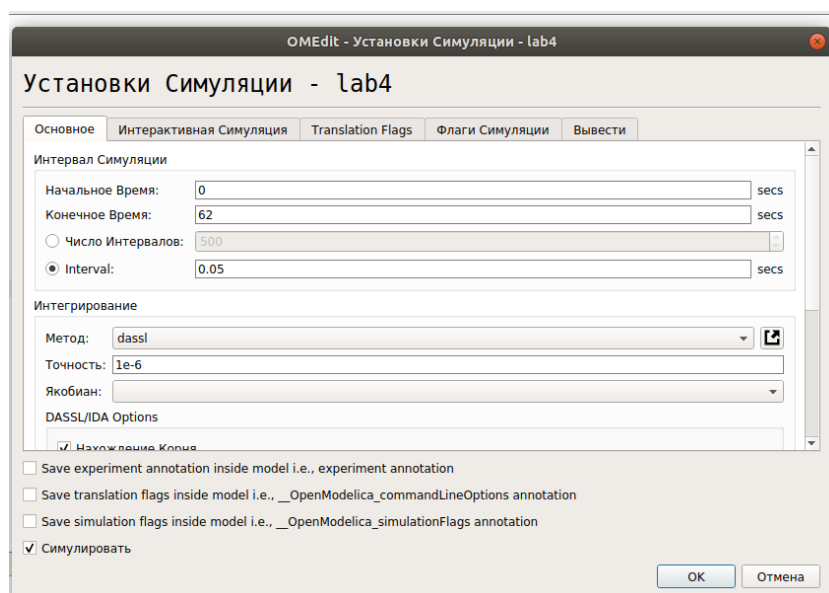 OMEdit - Установки Симуляции - lab4
Установки Симуляции - lab4
Основное Интерактивная Симуляция Translation Flags Флаги Симуляции Вывести
Интервал Симуляции
Начальное Время: 0 secs
Конечное Время: 62 secs
Число Интервалов: 500
Interval: 0.05 secs
Интегрирование
Метод: dassl
Точность: 1e-6
Якобиан:
DASSL/IDA Options
Нахождение Корня
Save experiment annotation inside model i.e., experiment annotation
Save translation flags inside model i.e., __OpenModelica_commandLineOptions annotation
Save simulation flags inside model i.e., __OpenModelica_simulationFlags annotation
Симулировать
OK Отмена